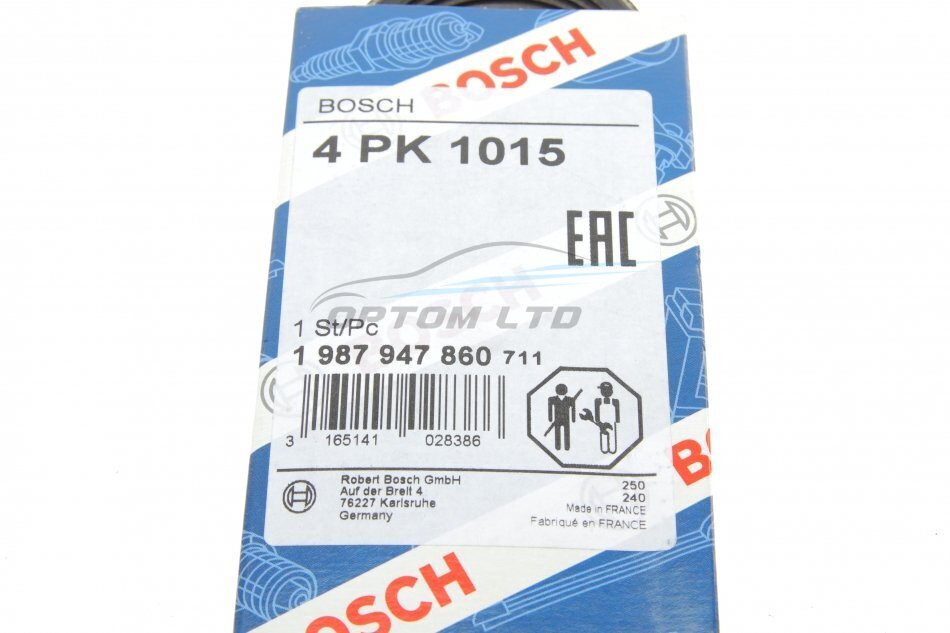 BOSCH
BOSCH
4 PK 1015
EAC
BOSCH
OPTOM LTD
1 St/Pc
1 987 947 860 711
3 165141 028386
Robert Bosch GmbH
Auf der Breit 4
76227 Karlsruhe
Germany
250
240
Made in FRANCE
Fabriqué en FRANCE
BO
BOSCH